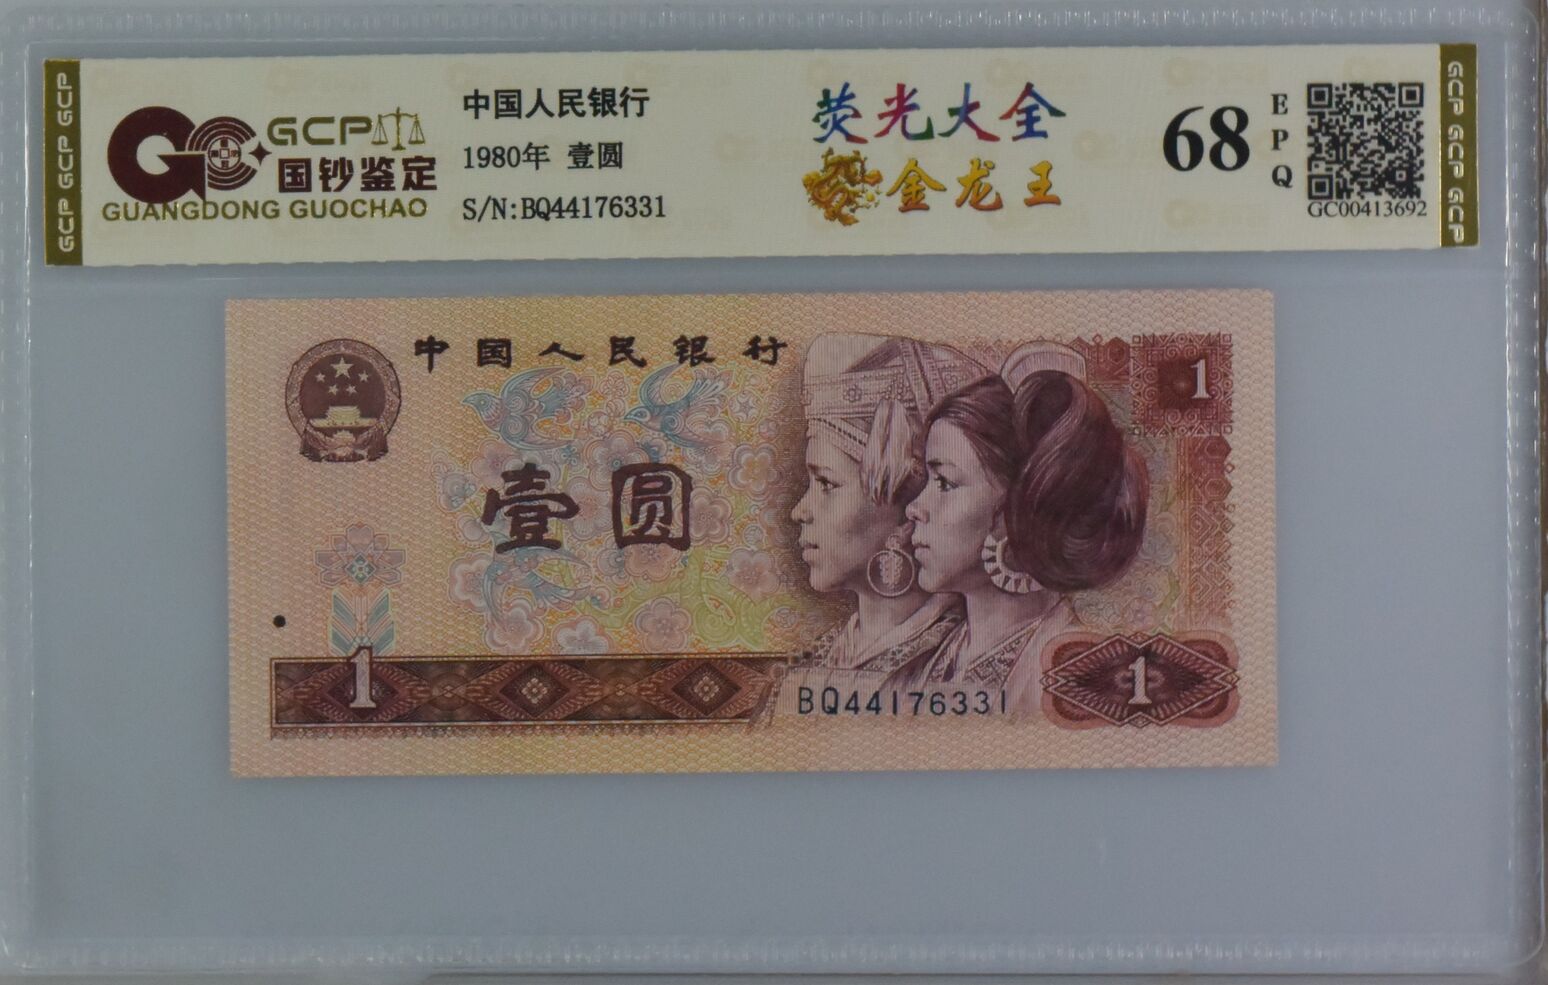 GCP GCP GCP
GCP
国钞鉴定
GUANGDONG GUOCHAO
中国人民银行
1980年 壹圆
S/N:BQ44176331
荧光大全
金龙王
68
EPQ
GC00413692
GCP GCP GCP
中国人民银行
1
壹圆
1
BQ44176331
1